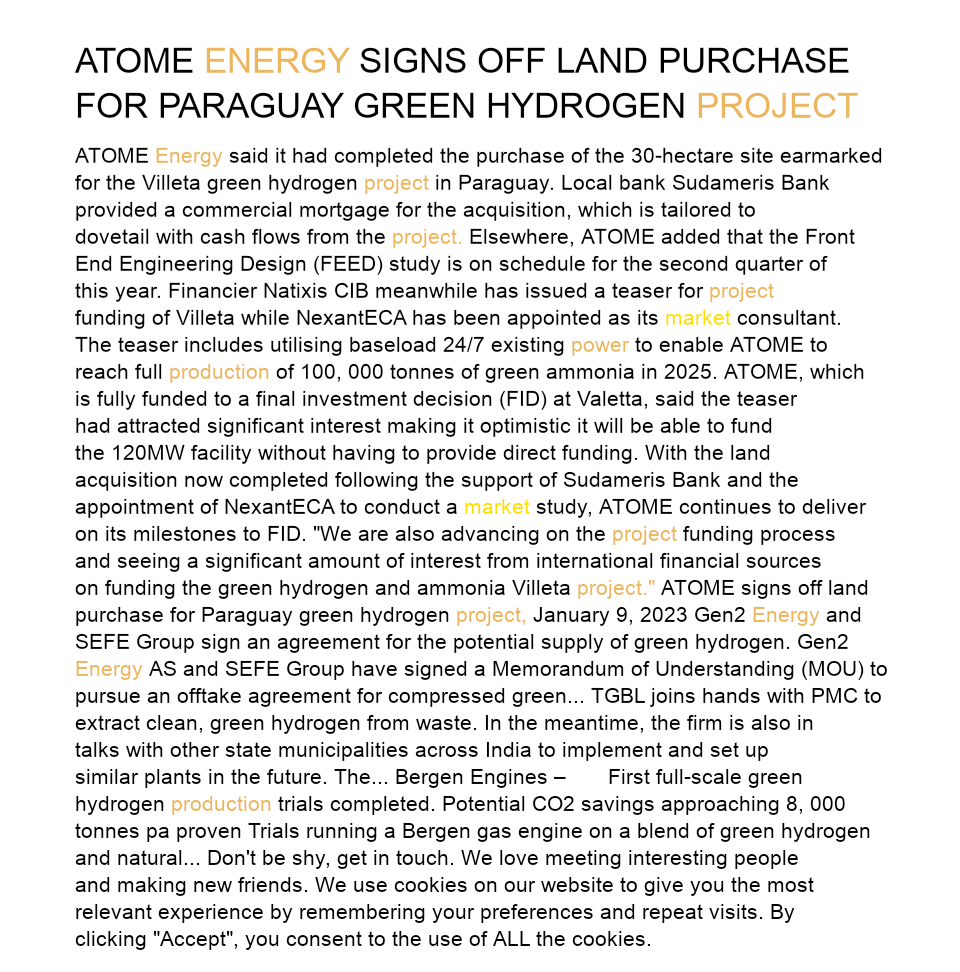 ATOME ENERGY SIGNS OFF LAND PURCHASE
FOR PARAGUAY GREEN HYDROGEN PROJECT
ATOME Energy said it had completed the purchase of the 30-hectare site earmarked
for the Villeta green hydrogen project in Paraguay. Local bank Sudameris Bank
provided a commercial mortgage for the acquisition, which is tailored to
dovetail with cash flows from the project. Elsewhere, ATOME added that the Front
End Engineering Design (FEED) study is on schedule for the second quarter of
this year. Financier Natixis CIB meanwhile has issued a teaser for project
funding of Villeta while NexantECA has been appointed as its market consultant.
The teaser includes utilising baseload 24/7 existing power to enable ATOME to
reach full production of 100, 000 tonnes of green ammonia in 2025. ATOME, which
is fully funded to a final investment decision (FID) at Valetta, said the teaser
had attracted significant interest making it optimistic it will be able to fund
the 120MW facility without having to provide direct funding. With the land
acquisition now completed following the support of Sudameris Bank and the
appointment of NexantECA to conduct a market study, ATOME continues to deliver
on its milestones to FID. "We are also advancing on the project funding process
and seeing a significant amount of interest from international financial sources
on funding the green hydrogen and ammonia Villeta project." ATOME signs off land
purchase for Paraguay green hydrogen project, January 9, 2023 Gen2 Energy and
SEFE Group sign an agreement for the potential supply of green hydrogen. Gen2
Energy AS and SEFE Group have signed a Memorandum of Understanding (MOU) to
pursue an offtake agreement for compressed green... TGBL joins hands with PMC to
extract clean, green hydrogen from waste. In the meantime, the firm is also in
talks with other state municipalities across India to implement and set up
similar plants in the future. The... Bergen Engines – First full-scale green
hydrogen production trials completed. Potential CO2 savings approaching 8, 000
tonnes pa proven Trials running a Bergen gas engine on a blend of green hydrogen
and natural... Don't be shy, get in touch. We love meeting interesting people
and making new friends. We use cookies on our website to give you the most
relevant experience by remembering your preferences and repeat visits. By
clicking "Accept", you consent to the use of ALL the cookies.